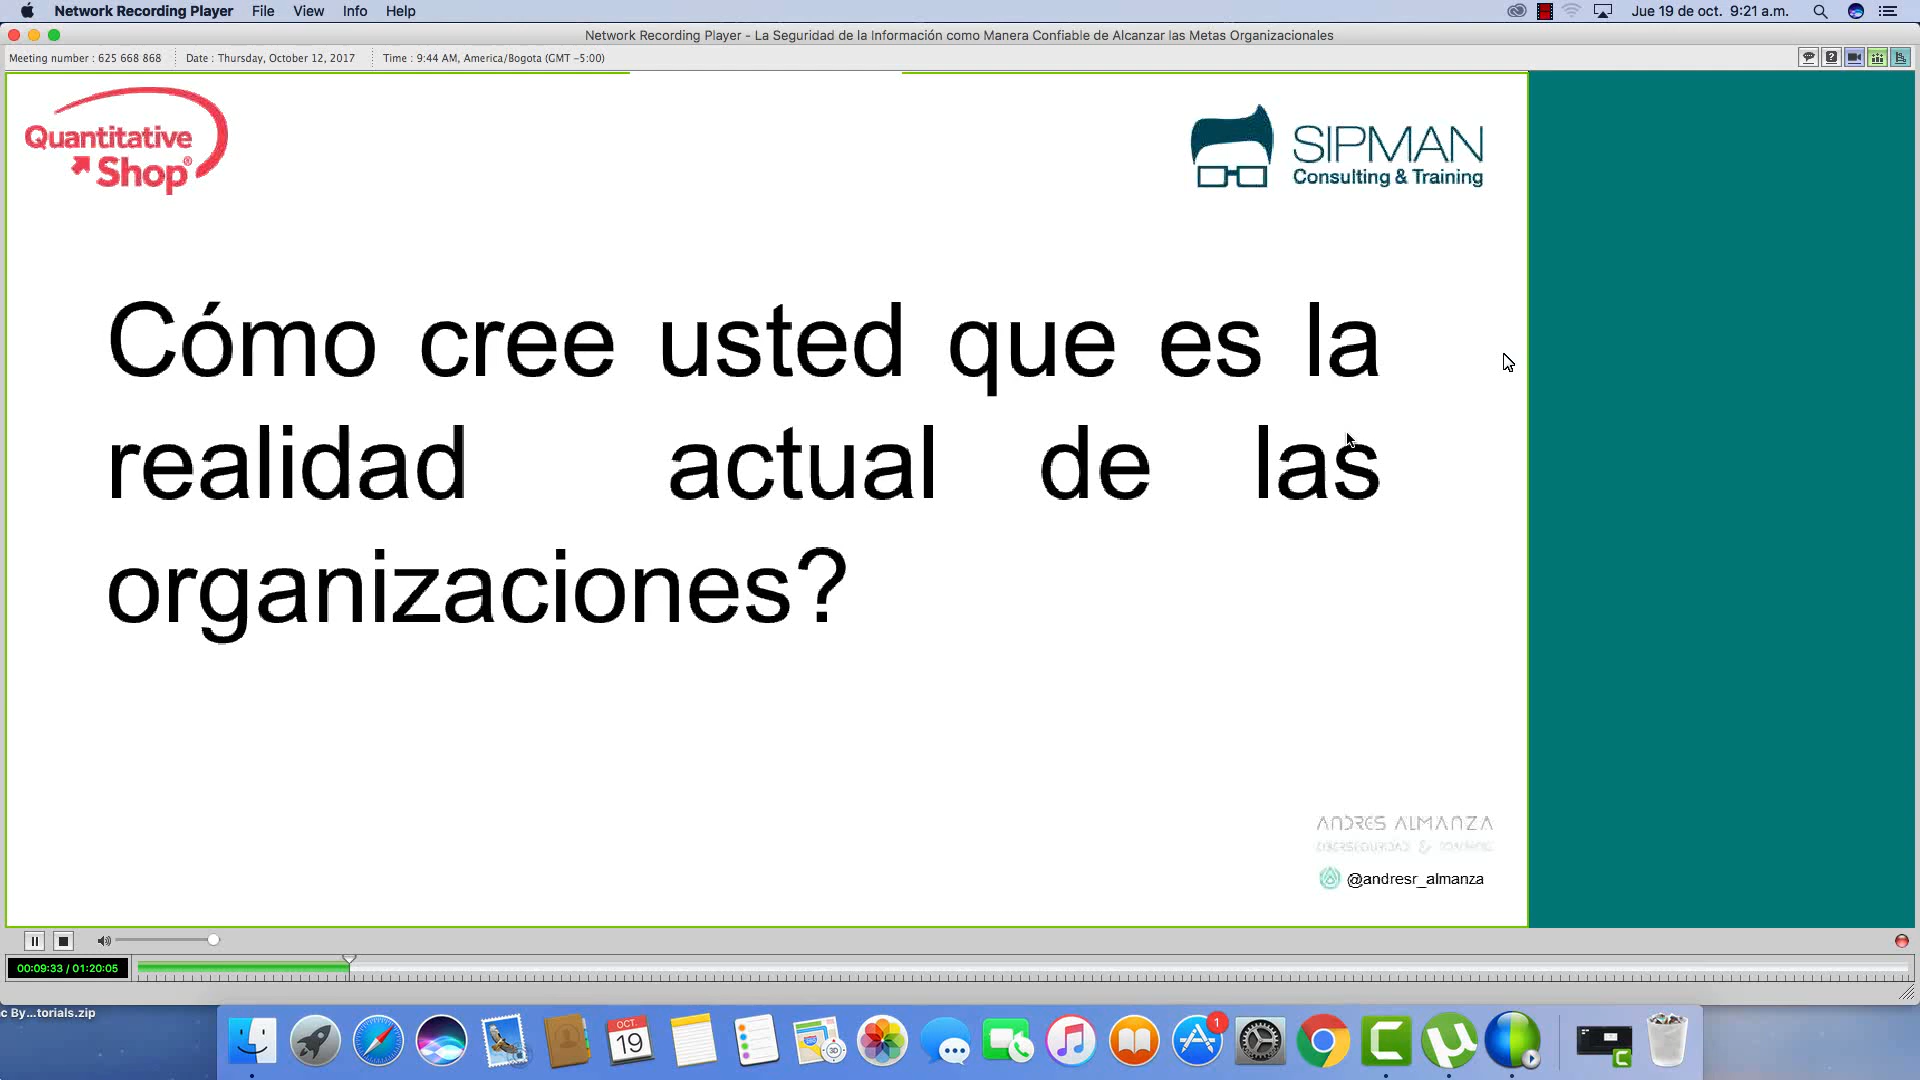 Network Recording Player File View Info Help
Jue 19 de oct. 9:21 a.m.
Network Recording Player - La Seguridad de la Información como Manera Confiable de Alcanzar las Metas Organizacionales
Meeting number : 625 668 868 Date : Thursday, October 12, 2017 Time : 9:44 AM, America/Bogota (GMT -5:00)
Quantitative
Shop®
SIPMAN
Consulting & Training
Cómo cree usted que es la
realidad actual de las
organizaciones?
ANDRES ALMANZA
@andresr_almanza
00:09:33 / 01:20:05
c By...torials.zip
OCT.
19
3D
1